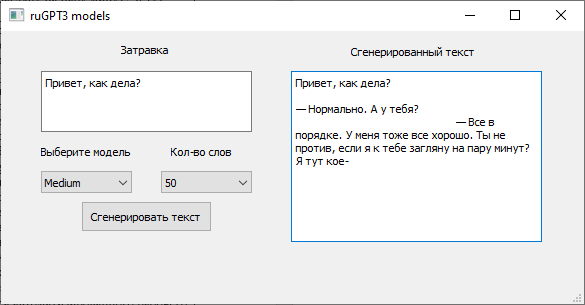 ruGPT3 models
Затравка
Сгенерированный текст
Привет, как дела?
Привет, как дела?
— Нормально. А у тебя?
— Все в
порядке. У меня тоже все хорошо. Ты не
против, если я к тебе загляну на пару минут?
Я тут кое-
Выберите модель
Кол-во слов
Medium
50
Сгенерировать текст